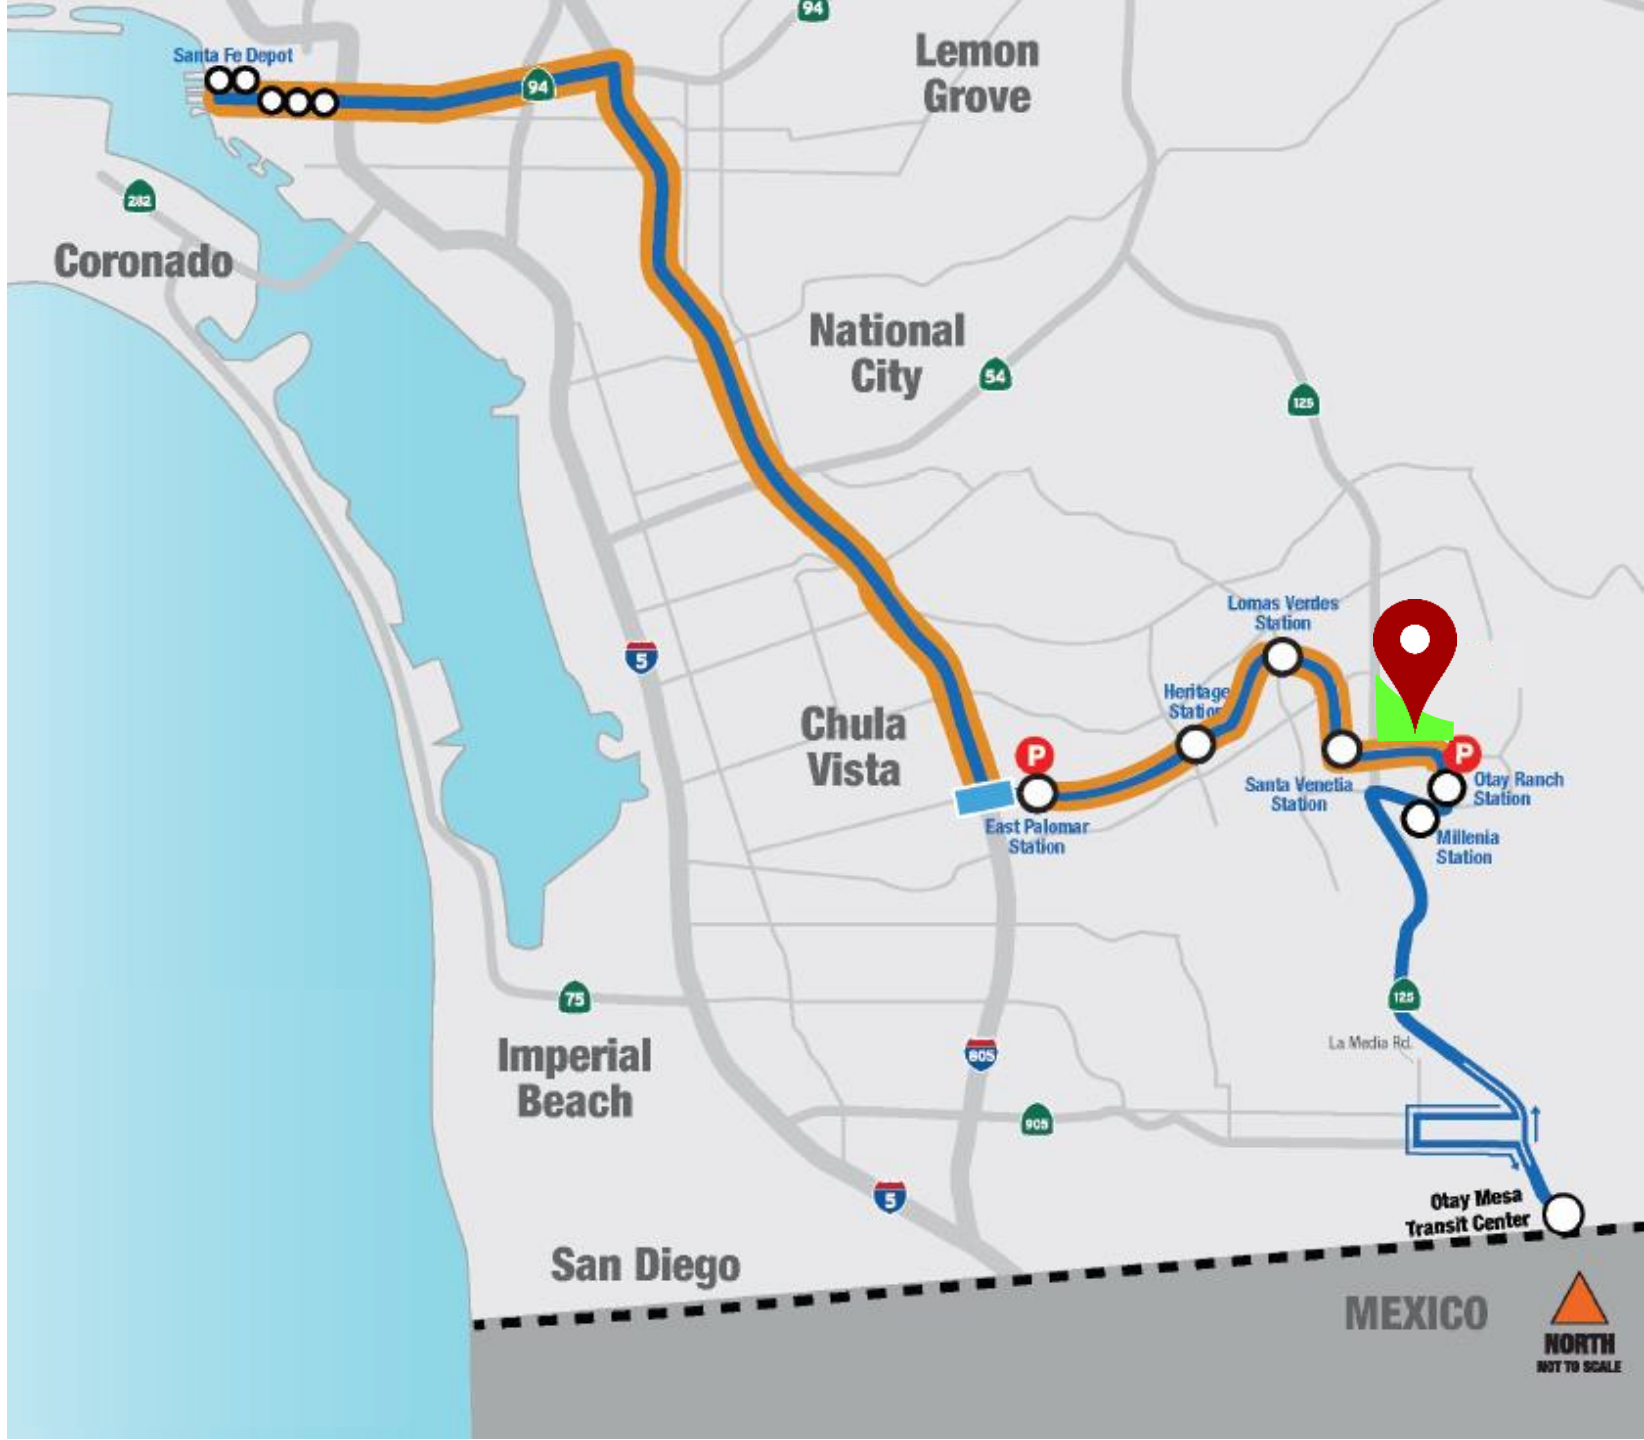 94
Lemon
Grove
Santa Fe Depot
94
282
Coronado
National
City
54
125
Lomas Verdes
Station
5
Heritage
Station
Chula
Vista
P
P
Santa Venetia
Station
Otay Ranch
Station
East Palomar
Station
Millenia
Station
75
125
Imperial
Beach
La Media Rd.
805
905
5
Otay Mesa
Transit Center
San Diego
MEXICO
NORTH
NOT TO SCALE